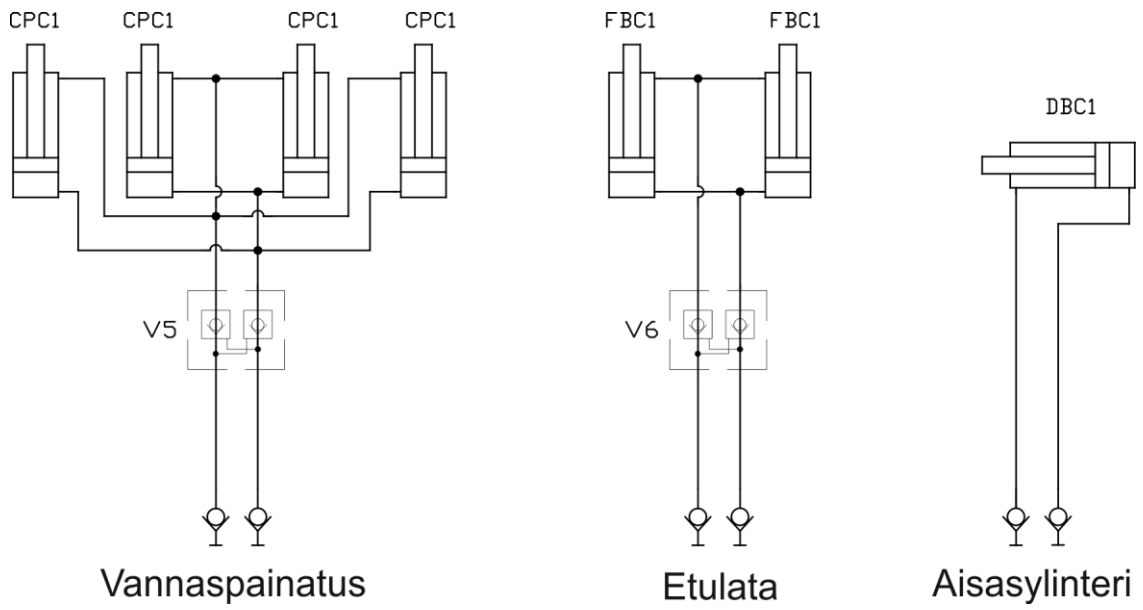 CPC1 CPC1 CPC1 CPC1 FBC1 FBC1
DBC1
V5 V6
Vannaspainatus Etulata Aisasylinteri